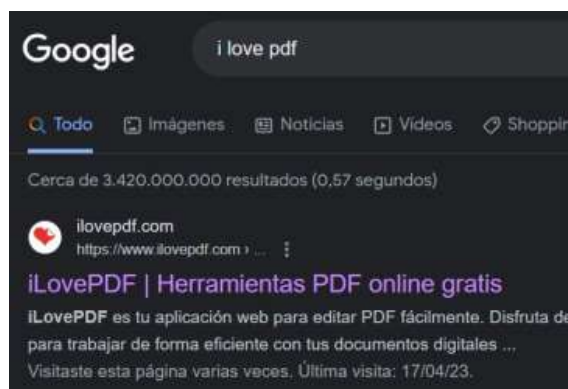 Google
i love pdf
Todo Imágenes Noticias Vídeos Shoppin
Cerca de 3.420.000.000 resultados (0,57 segundos)
ilovepdf.com
https://www.ilovepdf.com › ...
iLovePDF | Herramientas PDF online gratis
iLovePDF es tu aplicación web para editar PDF fácilmente. Disfruta de
para trabajar de forma eficiente con tus documentos digitales ...
Visitaste esta página varias veces. Última visita: 17/04/23.